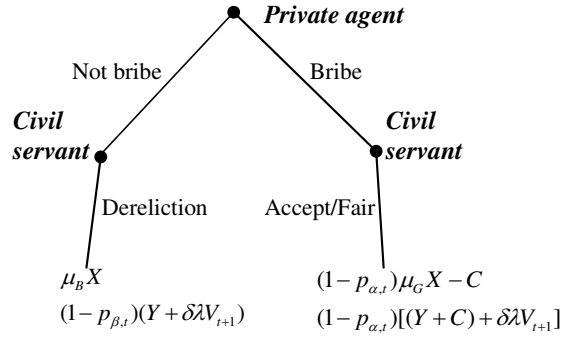 Private agent
Not bribe
Bribe
Civil
servant
Civil
servant
Dereliction
Accept/Fair
μ_B X
(1- p_{β,t})(Y + δλV_{t+1})
(1- p_{α,t})μ_G X − C
(1- p_{α,t})[(Y + C) + δλV_{t+1}]